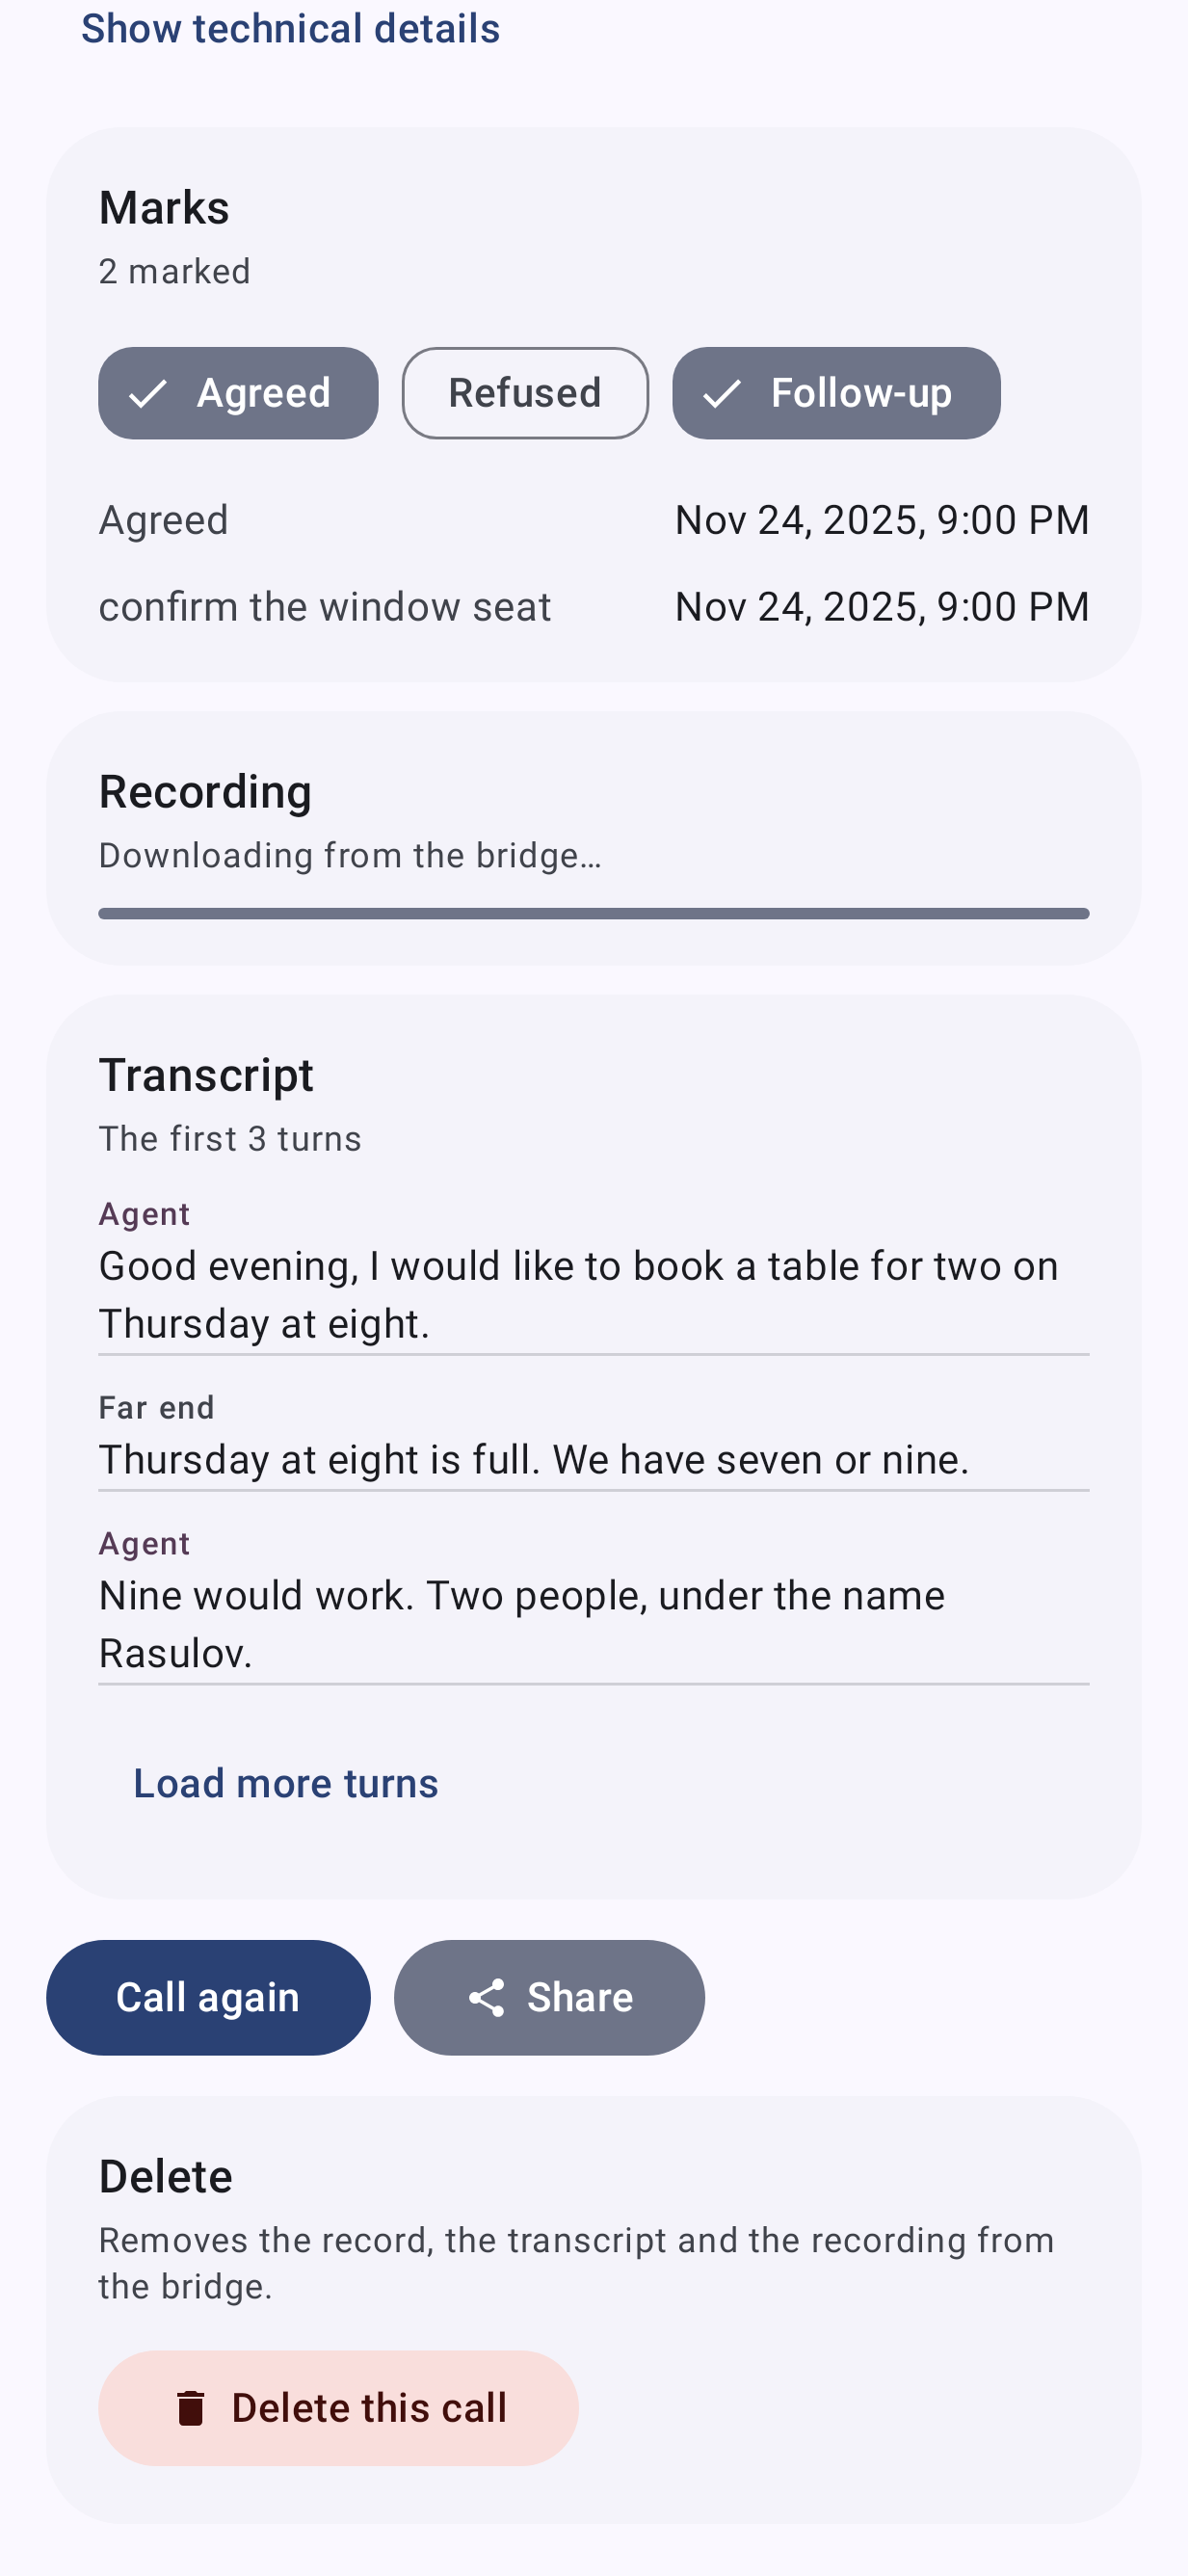 Show technical details
Marks
2 marked
Agreed
Refused
Follow-up
Agreed
Nov 24, 2025, 9:00 PM
confirm the window seat
Nov 24, 2025, 9:00 PM
Recording
Downloading from the bridge…
Transcript
The first 3 turns
Agent
Good evening, I would like to book a table for two on
Thursday at eight.
Far end
Thursday at eight is full. We have seven or nine.
Agent
Nine would work. Two people, under the name
Rasulov.
Load more turns
Call again
Share
Delete
Removes the record, the transcript and the recording from
the bridge.
Delete this call